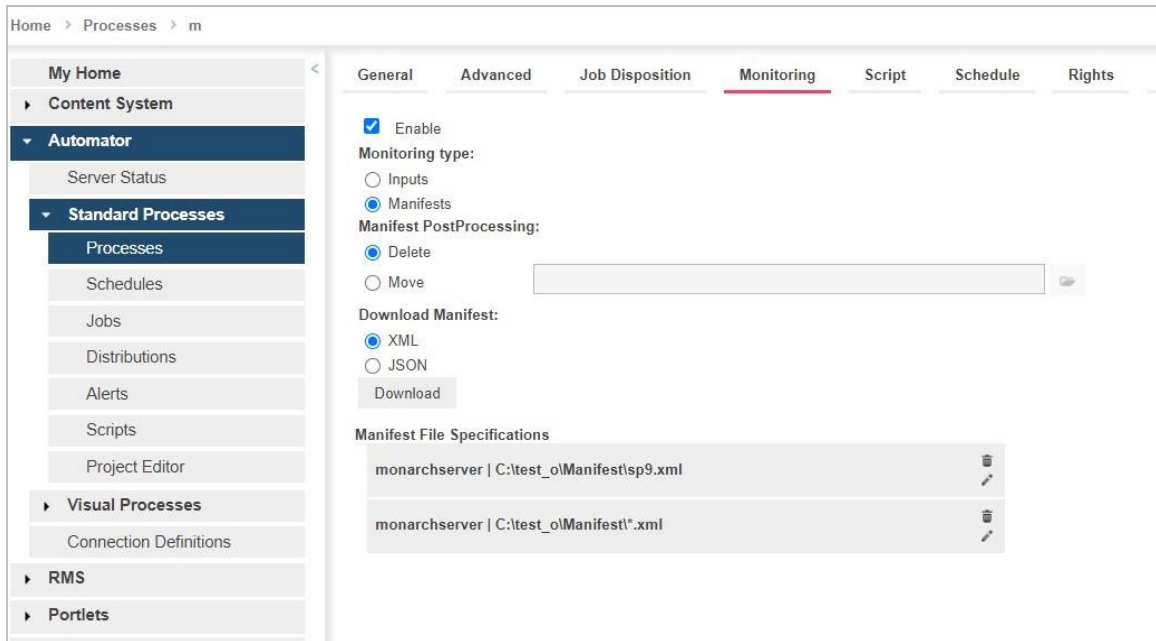 Home > Processes > m
My Home
Content System
Automator
Server Status
Standard Processes
Processes
Schedules
Jobs
Distributions
Alerts
Scripts
Project Editor
Visual Processes
Connection Definitions
RMS
Portlets
General Advanced Job Disposition Monitoring Script Schedule Rights
Enable
Monitoring type:
Inputs
Manifests
Manifest PostProcessing:
Delete
Move
Download Manifest:
XML
JSON
Download
Manifest File Specifications
monarchserver | C:\test_o\Manifest\sp9.xml
monarchserver | C:\test_o\Manifest\*.xml